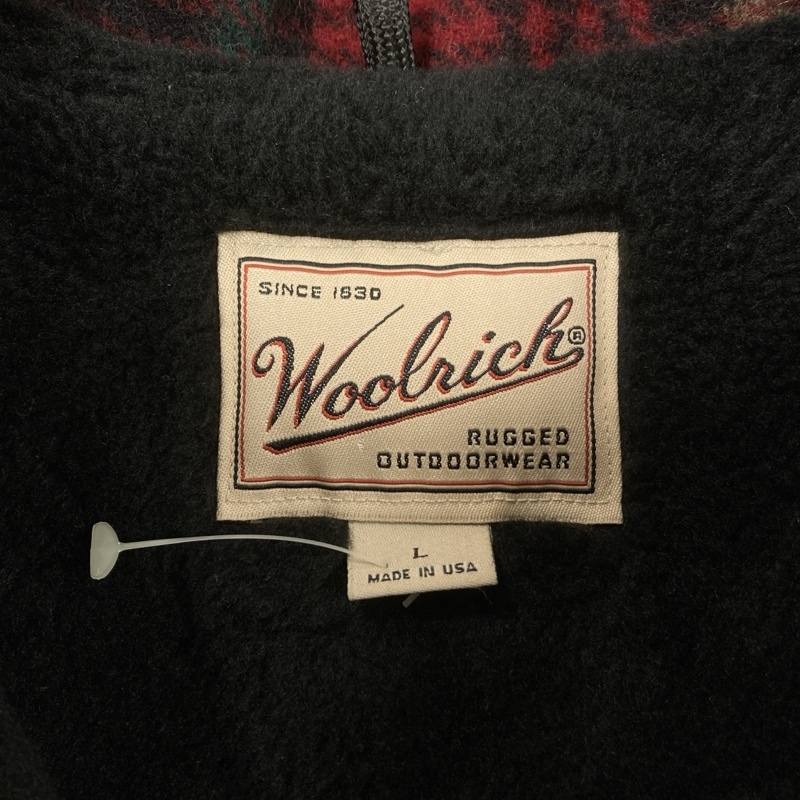 SINCE 1830
Woolrich®
RUGGED
OUTDOORWEAR
L
MADE IN USA